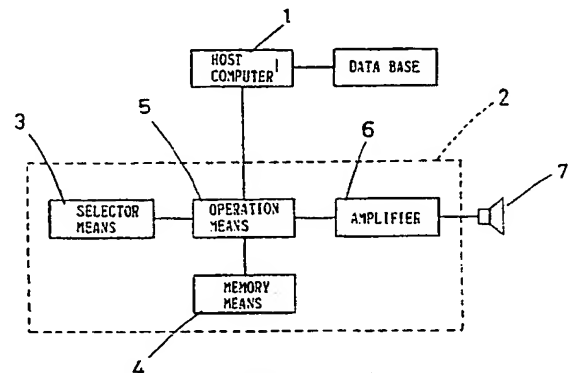 1
HOST
COMPUTER
DATA BASE
2
3
5
6
7
SELECTOR
MEANS
OPERATION
MEANS
AMPLIFIER
MEMORY
MEANS
4